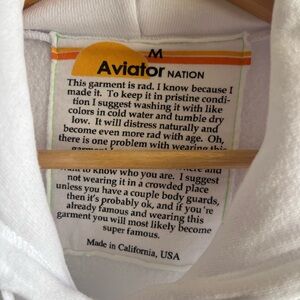 M
Aviator NATION
This garment is rad. I know because I
made it. To keep it in pristine condi-
tion I suggest washing it with like
colors in cold water and tumble dry
low. It will distress naturally and
become even more rad with age. Oh,
there is one problem with wearing this
here and
want to know who you are. I suggest
not wearing it in a crowded place
unless you have a couple body guards,
then it's probably ok, and if you're
already famous and wearing this
garment you will most likely become
super famous.
Made in California, USA